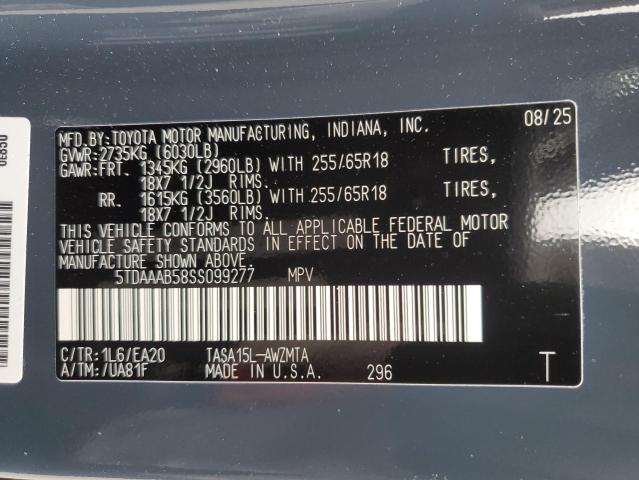 MFD.BY:TOYOTA MOTOR MANUFACTURING, INDIANA, INC. 08/25
GVWR:2735KG (6030LB)
GAWR:FRT. 1345KG (2960LB) WITH 255/65R18 TIRES,
18X7 1/2J RIMS.
RR. 1615KG (3560LB) WITH 255/65R18 TIRES,
18X7 1/2J RIMS.
THIS VEHICLE CONFORMS TO ALL APPLICABLE FEDERAL MOTOR
VEHICLE SAFETY STANDARDS IN EFFECT ON THE DATE OF
MANUFACTURE SHOWN ABOVE.
5TDAAAB58SS099277 MPV
C/TR:1L6/EA20 TASA15L-AWZMTA
A/TM:/UA81F MADE IN U.S.A. 296 T